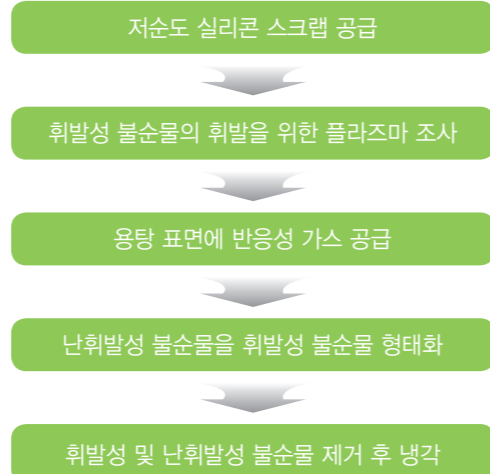 저순도 실리콘 스크랩 공급
휘발성 불순물의 휘발을 위한 플라즈마 조사
용탕 표면에 반응성 가스 공급
난휘발성 불순물을 휘발성 불순물 형태화
휘발성 및 난휘발성 불순물 제거 후 냉각